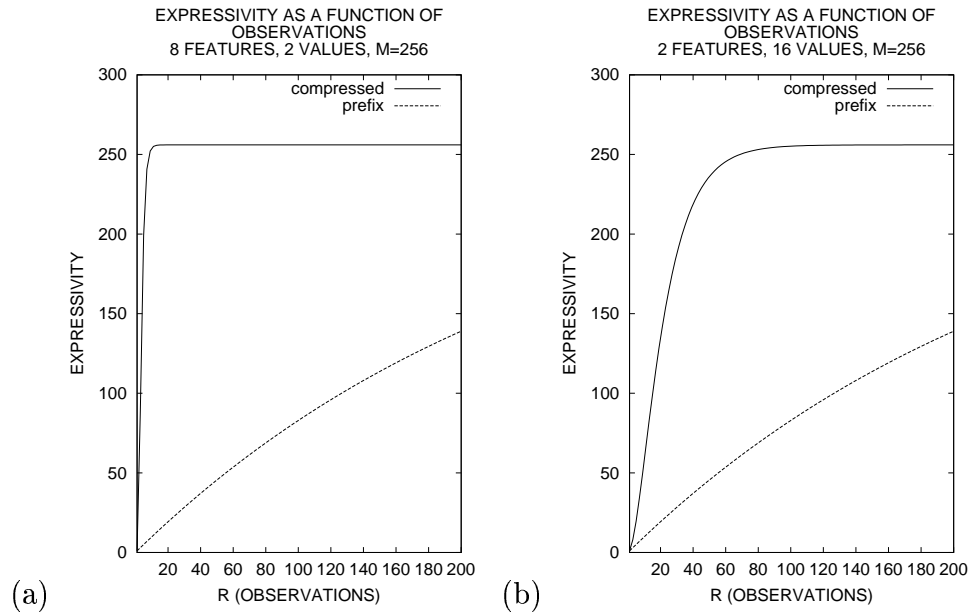 EXPRESSIVITY AS A FUNCTION OF
OBSERVATIONS
8 FEATURES, 2 VALUES, M=256
300
250
200
150
100
50
0
EXPRESSIVITY
compressed
prefix
20 40 60 80 100 120 140 160 180 200
R (OBSERVATIONS)
(a)
EXPRESSIVITY AS A FUNCTION OF
OBSERVATIONS
2 FEATURES, 16 VALUES, M=256
300
250
200
150
100
50
0
EXPRESSIVITY
compressed
prefix
20 40 60 80 100 120 140 160 180 200
R (OBSERVATIONS)
(b)